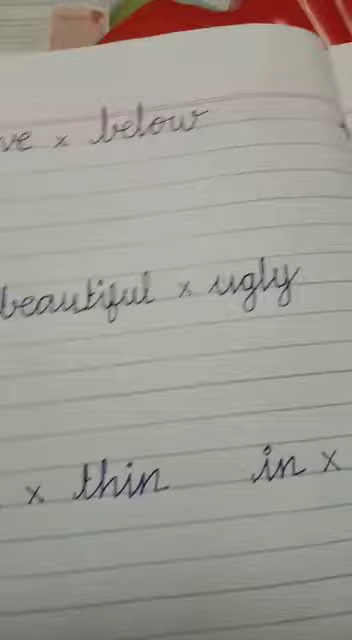 ve × below
beautiful × ugly
× thin in ×